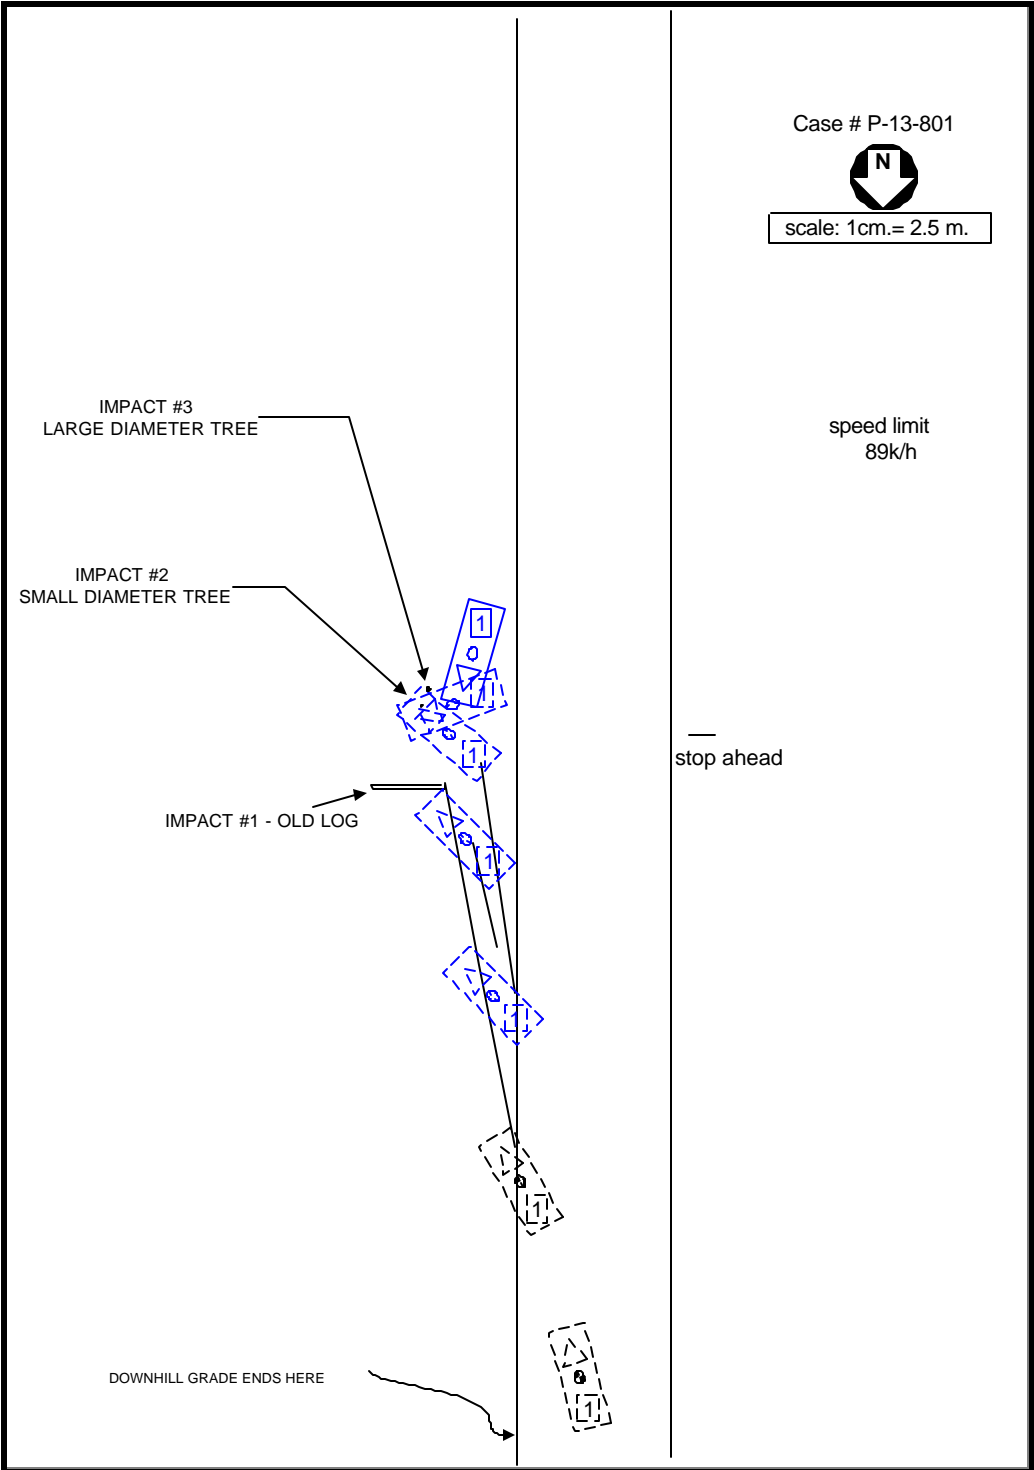 Case # P-13-801
N
scale: 1cm.= 2.5 m.
IMPACT #3
LARGE DIAMETER TREE
speed limit
89k/h
IMPACT #2
SMALL DIAMETER TREE
1
1
1
stop ahead
IMPACT #1 - OLD LOG
1
1
1
DOWNHILL GRADE ENDS HERE
1